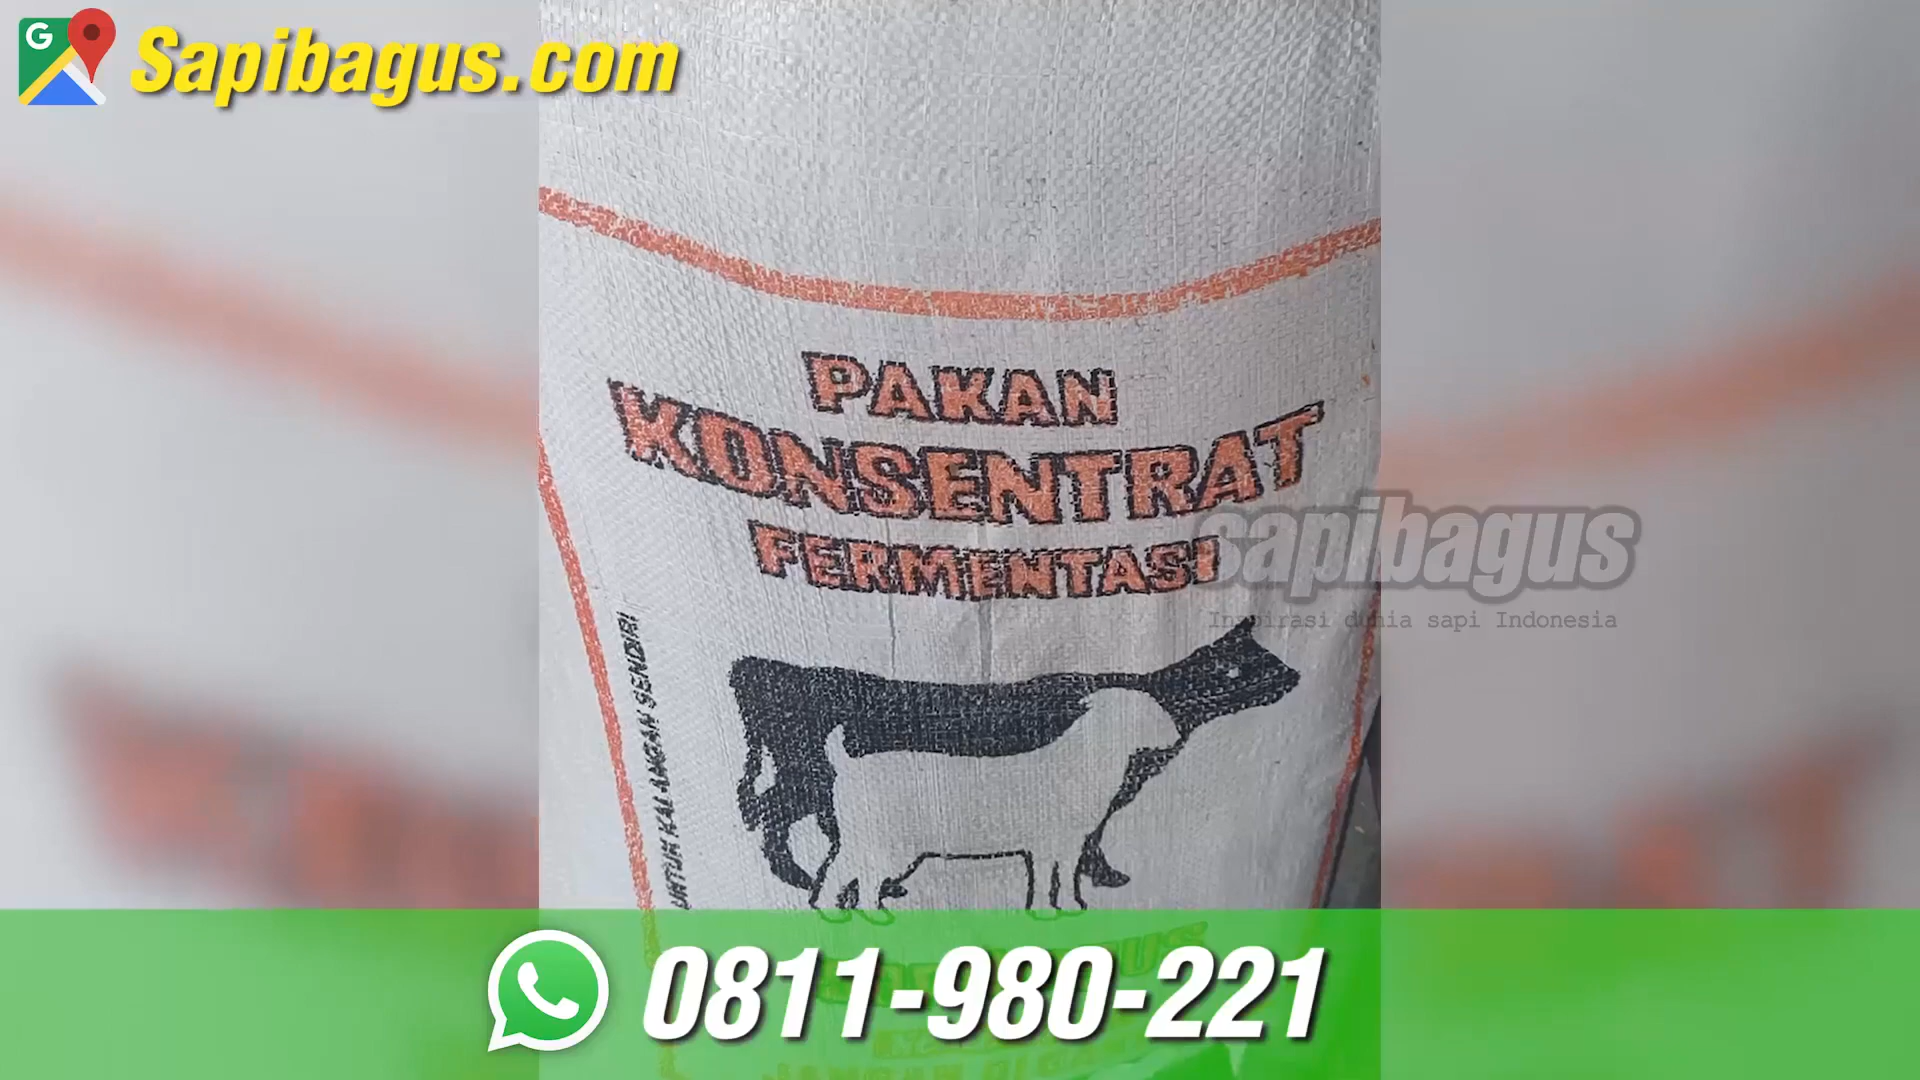 Sapibagus.com
PAKAN
KONSENTRAT
FERMENTASI
sapibagus
Inspirasi dunia sapi Indonesia
UNTUK KALANGAN SENDIRI
0811-980-221